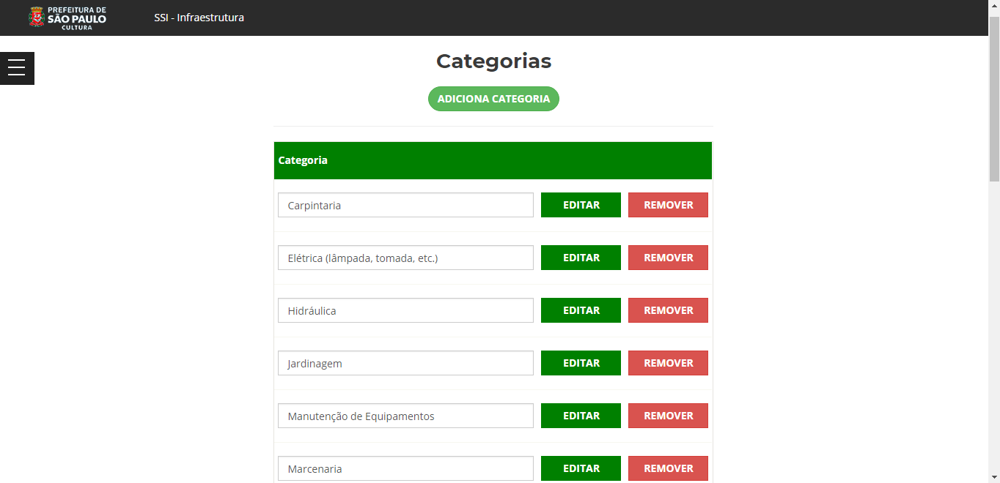 PREFEITURA DE
SÃO PAULO
CULTURA
SSI - Infraestrutura
Categorias
ADICIONA CATEGORIA
Categoria
Carpintaria EDITAR REMOVER
Elétrica (lâmpada, tomada, etc.) EDITAR REMOVER
Hidráulica EDITAR REMOVER
Jardinagem EDITAR REMOVER
Manutenção de Equipamentos EDITAR REMOVER
Marcenaria EDITAR REMOVER